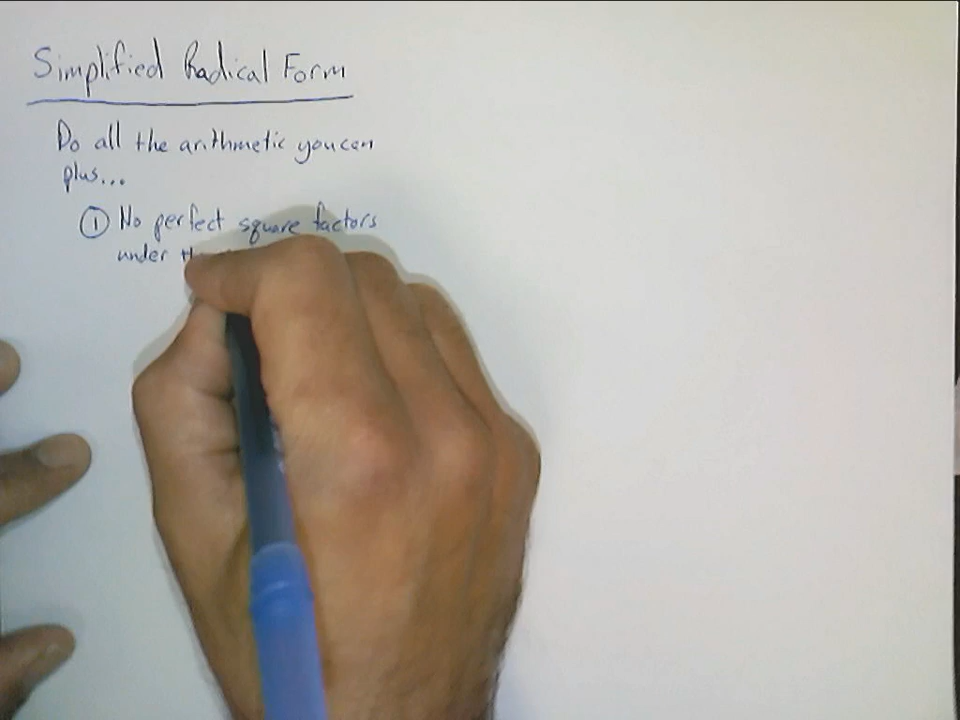 Simplified Radical Form
Do all the arithmetic you can
plus...
① No perfect square factors
under